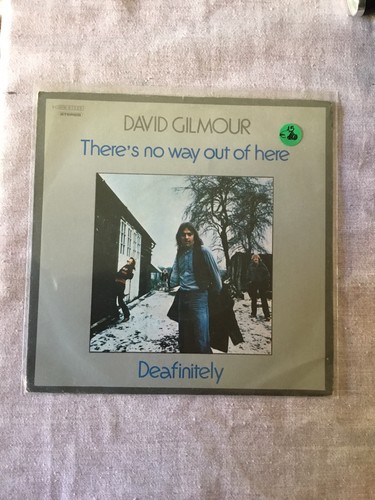 DAVID GILMOUR
There's no way out of here
Deafinitely